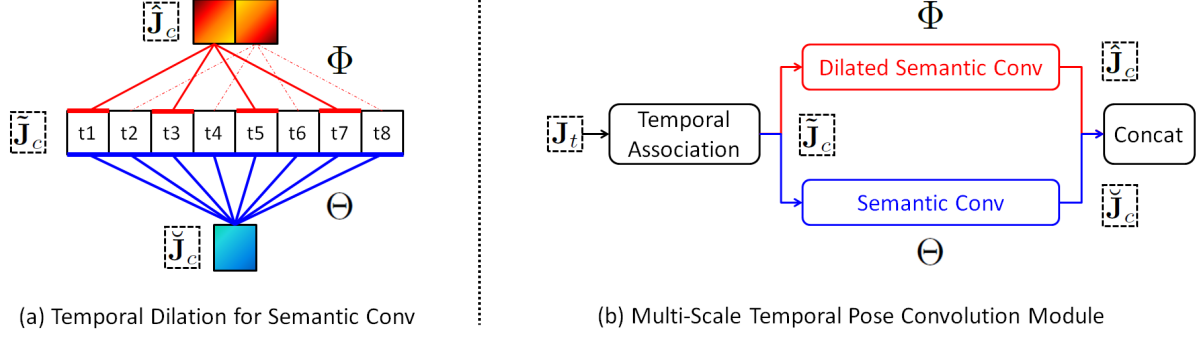 Ĵ_c
Φ
J̃_c
t1 t2 t3 t4 t5 t6 t7 t8
Θ
J̆_c
(a) Temporal Dilation for Semantic Conv
Φ
Dilated Semantic Conv
Ĵ_c
J_t
Temporal
Association
J̃_c
Concat
Semantic Conv
J̆_c
Θ
(b) Multi-Scale Temporal Pose Convolution Module